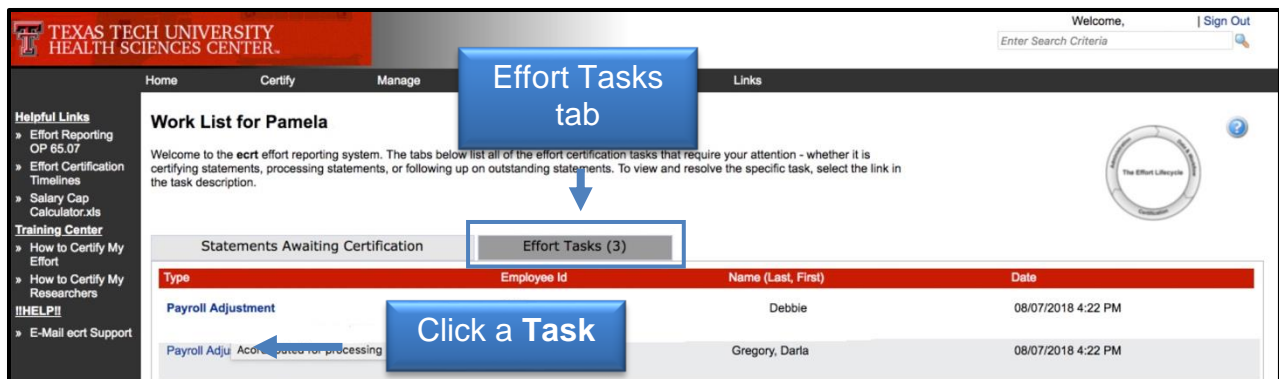 TEXAS TECH UNIVERSITY
HEALTH SCIENCES CENTER™
Welcome, | Sign Out
Enter Search Criteria
Home Certify Manage Links
Effort Tasks
tab
Helpful Links
» Effort Reporting
OP 65.07
» Effort Certification
Timelines
» Salary Cap
Calculator.xls
Training Center
» How to Certify My
Effort
» How to Certify My
Researchers
!!HELP!!
» E-Mail ecrt Support
Work List for Pamela
Welcome to the ecrt effort reporting system. The tabs below list all of the effort certification tasks that require your attention - whether it is
certifying statements, processing statements, or following up on outstanding statements. To view and resolve the specific task, select the link in
the task description.
The Effort Lifecycle
Certification
Statements Awaiting Certification Effort Tasks (3)
Type Employee Id Name (Last, First) Date
Payroll Adjustment Debbie 08/07/2018 4:22 PM
Click a Task
Payroll Adju for processing Gregory, Darla 08/07/2018 4:22 PM